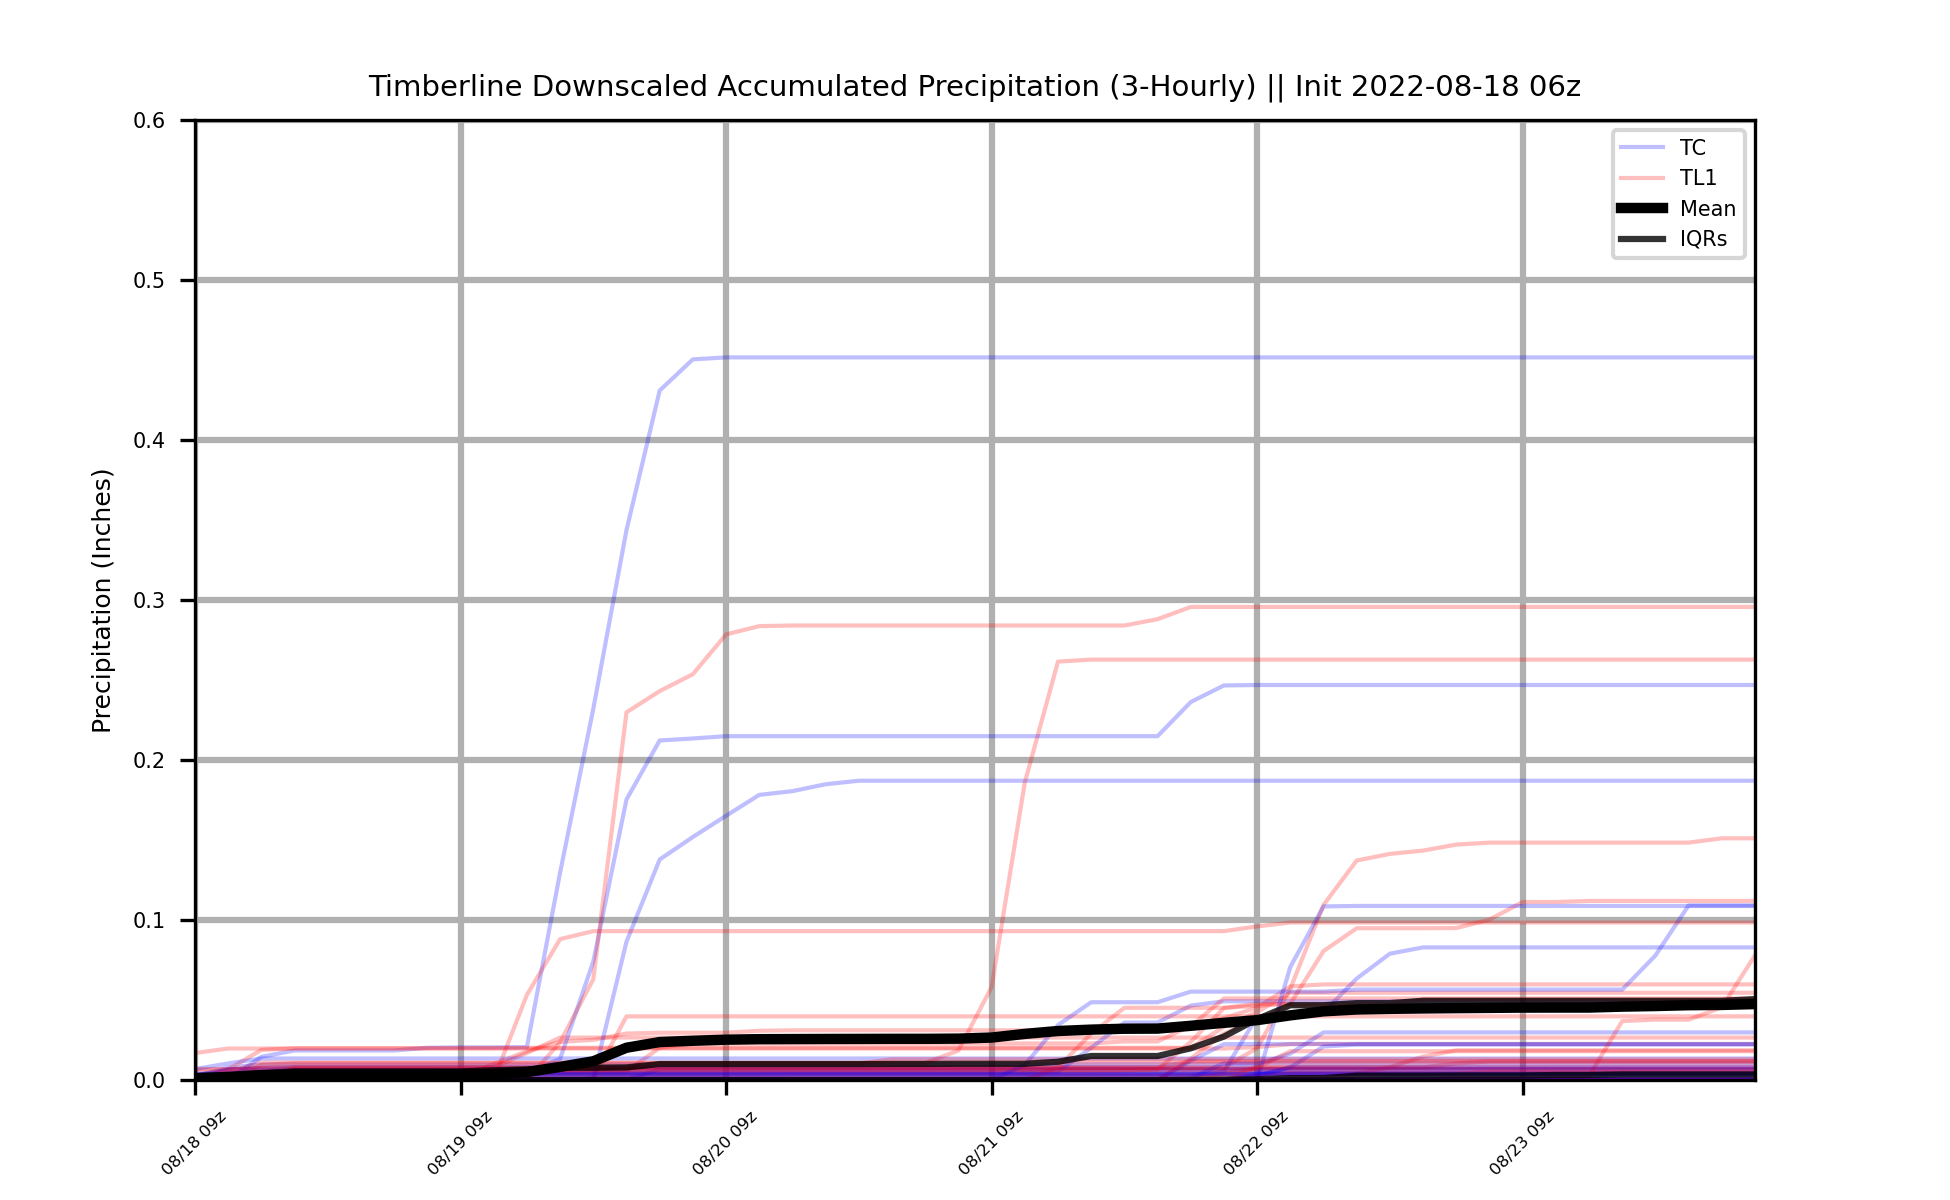 Timberline Downscaled Accumulated Precipitation (3-Hourly) || Init 2022-08-18 06z
TC
TL1
Mean
IQRs
Precipitation (Inches)
0.6
0.5
0.4
0.3
0.2
0.1
0.0
08/18 09z
08/19 09z
08/20 09z
08/21 09z
08/22 09z
08/23 09z